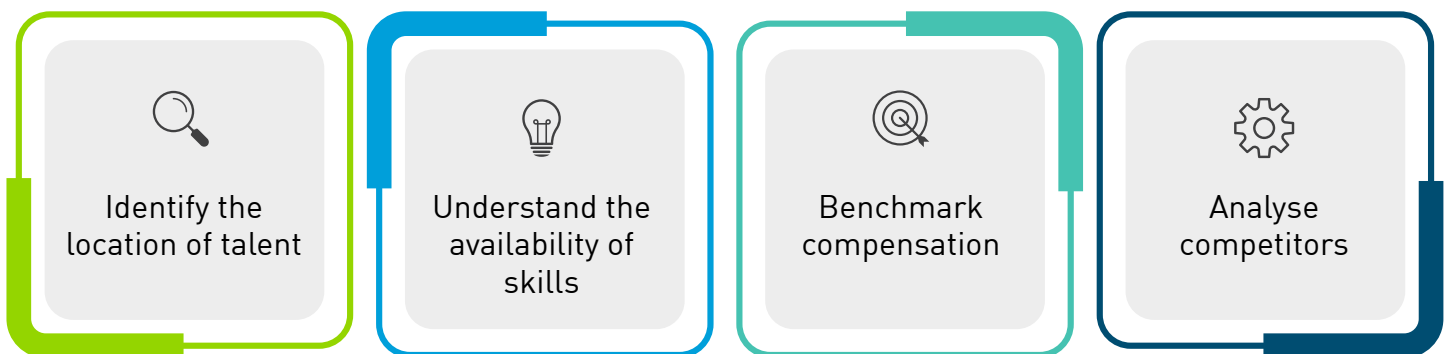 Identify the
location of talent
Understand the
availability of
skills
Benchmark
compensation
Analyse
competitors